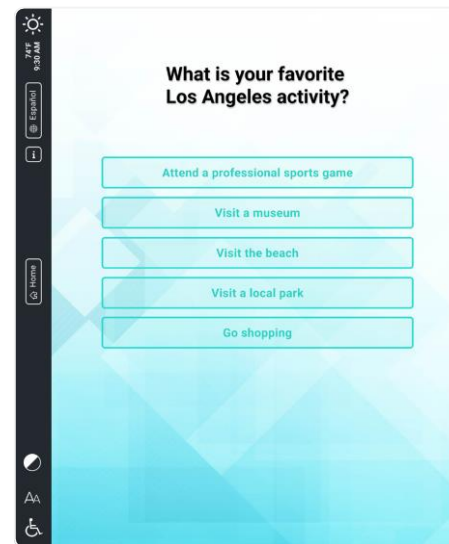 74°F
9:30 AM
Español
i
Home
AA
What is your favorite
Los Angeles activity?
Attend a professional sports game
Visit a museum
Visit the beach
Visit a local park
Go shopping